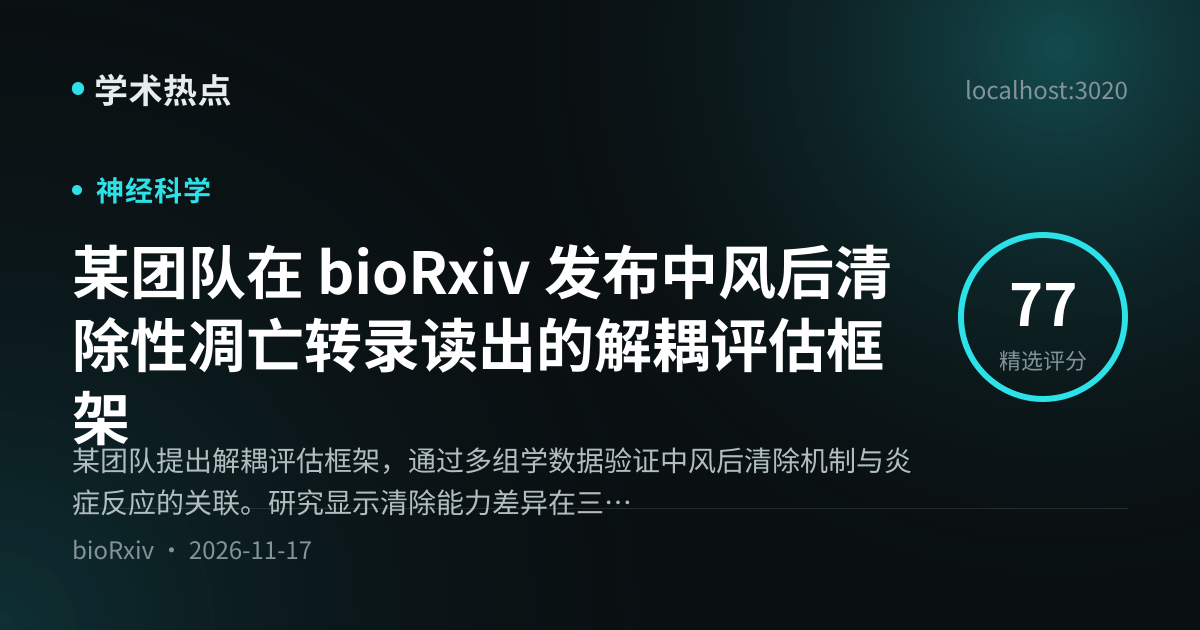 学术热点
localhost:3020
神经科学
某团队在 bioRxiv 发布中风后清
除性凋亡转录读出的解耦评估框
架
77
精选评分
某团队提出解耦评估框架，通过多组学数据验证中风后清除机制与炎
症反应的关联。研究显示清除能力差异在三…
bioRxiv · 2026-11-17